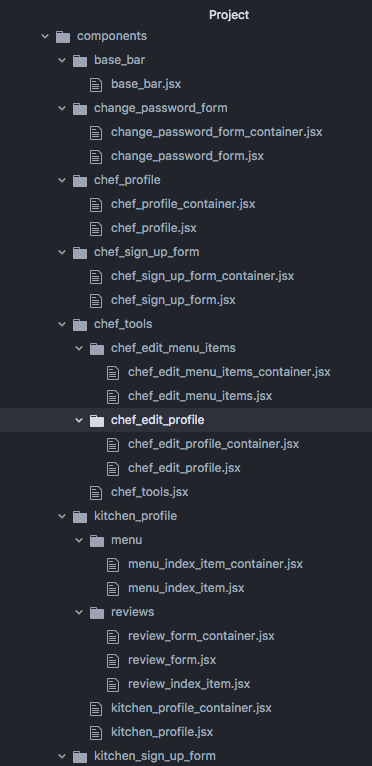 Project
components
base_bar
base_bar.jsx
change_password_form
change_password_form_container.jsx
change_password_form.jsx
chef_profile
chef_profile_container.jsx
chef_profile.jsx
chef_sign_up_form
chef_sign_up_form_container.jsx
chef_sign_up_form.jsx
chef_tools
chef_edit_menu_items
chef_edit_menu_items_container.jsx
chef_edit_menu_items.jsx
chef_edit_profile
chef_edit_profile_container.jsx
chef_edit_profile.jsx
chef_tools.jsx
kitchen_profile
menu
menu_index_item_container.jsx
menu_index_item.jsx
reviews
review_form_container.jsx
review_form.jsx
review_index_item.jsx
kitchen_profile_container.jsx
kitchen_profile.jsx
kitchen_sign_up_form